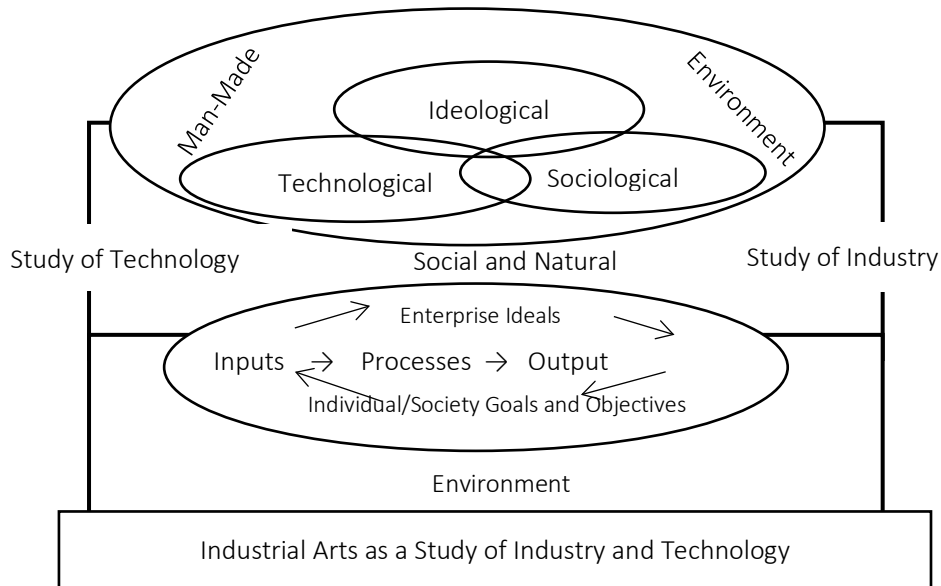 Man-Made
Environment
Ideological
Technological
Sociological
Study of Technology
Social and Natural
Study of Industry
Enterprise Ideals
Inputs → Processes → Output
Individual/Society Goals and Objectives
Environment
Industrial Arts as a Study of Industry and Technology